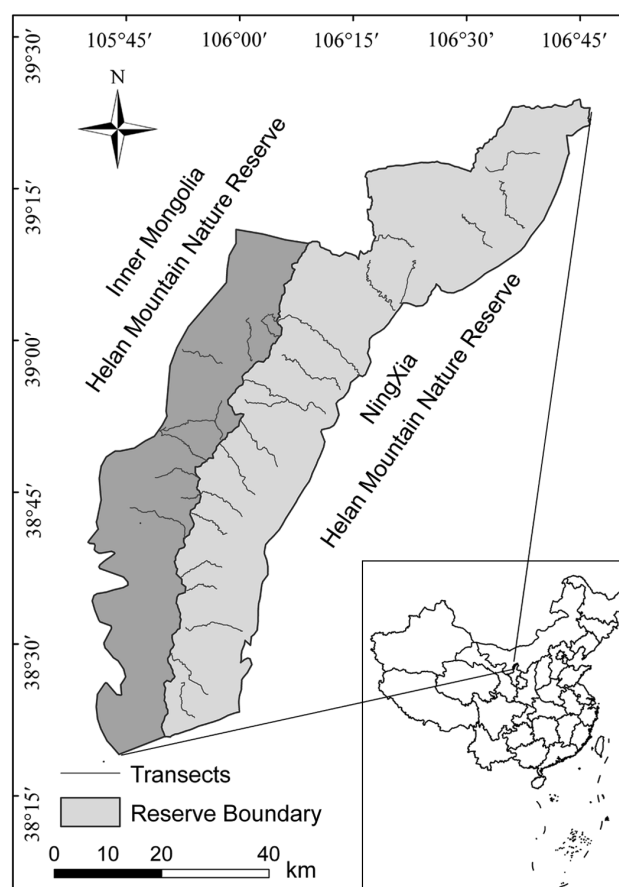 105°45′ 106°00′ 106°15′ 106°30′ 106°45′
39°30′
39°15′
39°00′
38°45′
38°30′
38°15′
N
Inner Mongolia
Helan Mountain Nature Reserve
NingXia
Helan Mountain Nature Reserve
Transects
Reserve Boundary
0 10 20 40
km